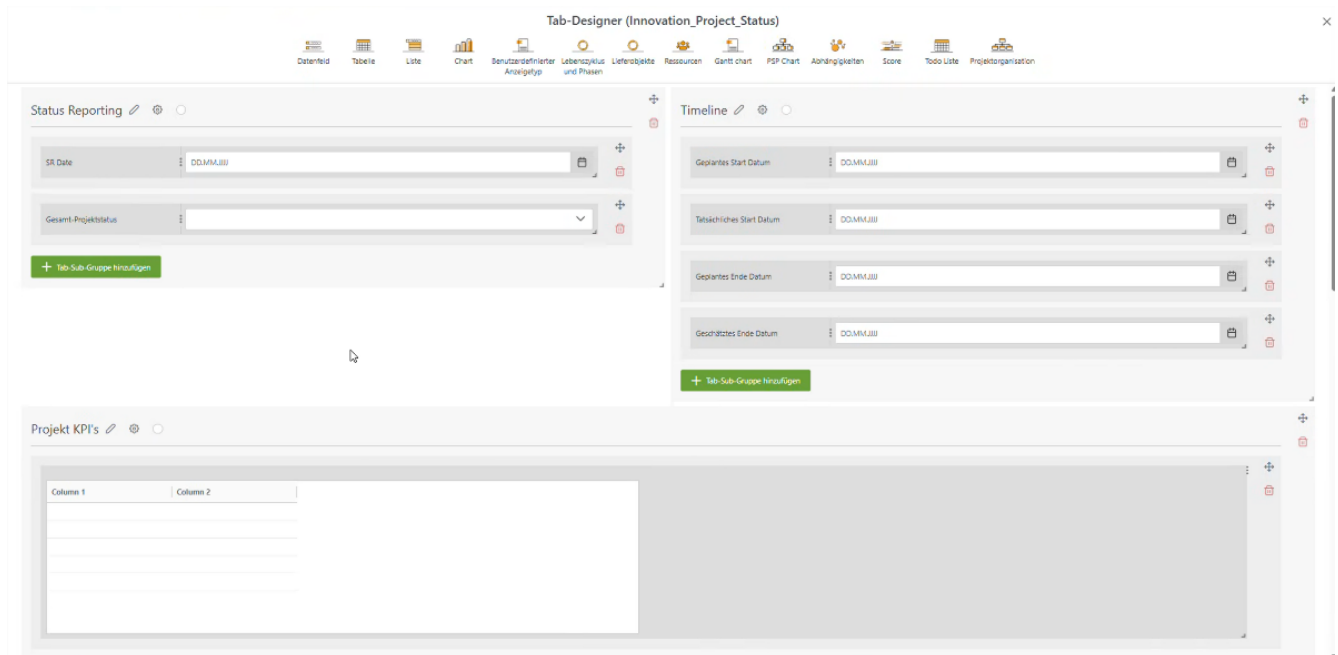 Tab-Designer (Innovation_Project_Status)
Datenfeld
Tabelle
Liste
Chart
Benutzerdefinierter
Anzeigetyp
Lebenszyklus
und Phasen
Lieferobjekte
Ressourcen
Gantt chart
PSP Chart
Abhängigkeiten
Score
Todo Liste
Projektorganisation
Status Reporting
SR Date
DD.MM.JJJJ
Gesamt-Projektstatus
+ Tab-Sub-Gruppe hinzufügen
Timeline
Geplantes Start Datum
DD.MM.JJJJ
Tatsächliches Start Datum
DD.MM.JJJJ
Geplantes Ende Datum
DD.MM.JJJJ
Geschätztes Ende Datum
DD.MM.JJJJ
+ Tab-Sub-Gruppe hinzufügen
Projekt KPI's
Column 1
Column 2